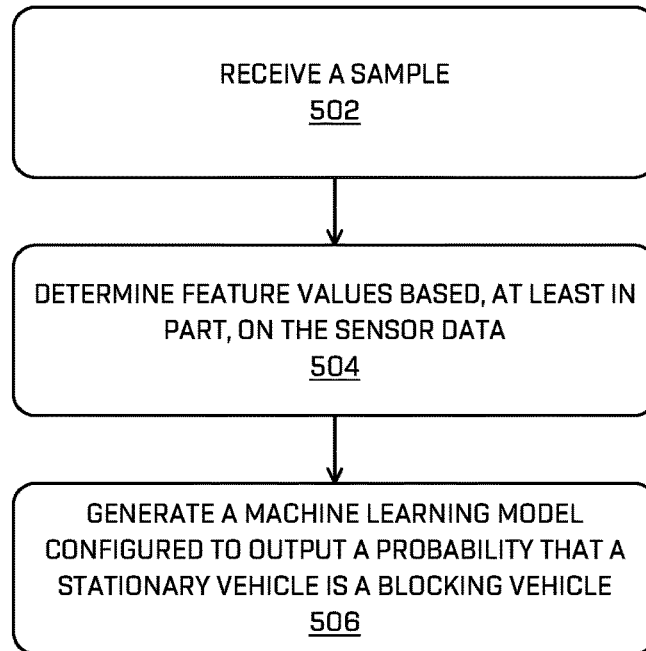 RECEIVE A SAMPLE
502
DETERMINE FEATURE VALUES BASED, AT LEAST IN
PART, ON THE SENSOR DATA
504
GENERATE A MACHINE LEARNING MODEL
CONFIGURED TO OUTPUT A PROBABILITY THAT A
STATIONARY VEHICLE IS A BLOCKING VEHICLE
506